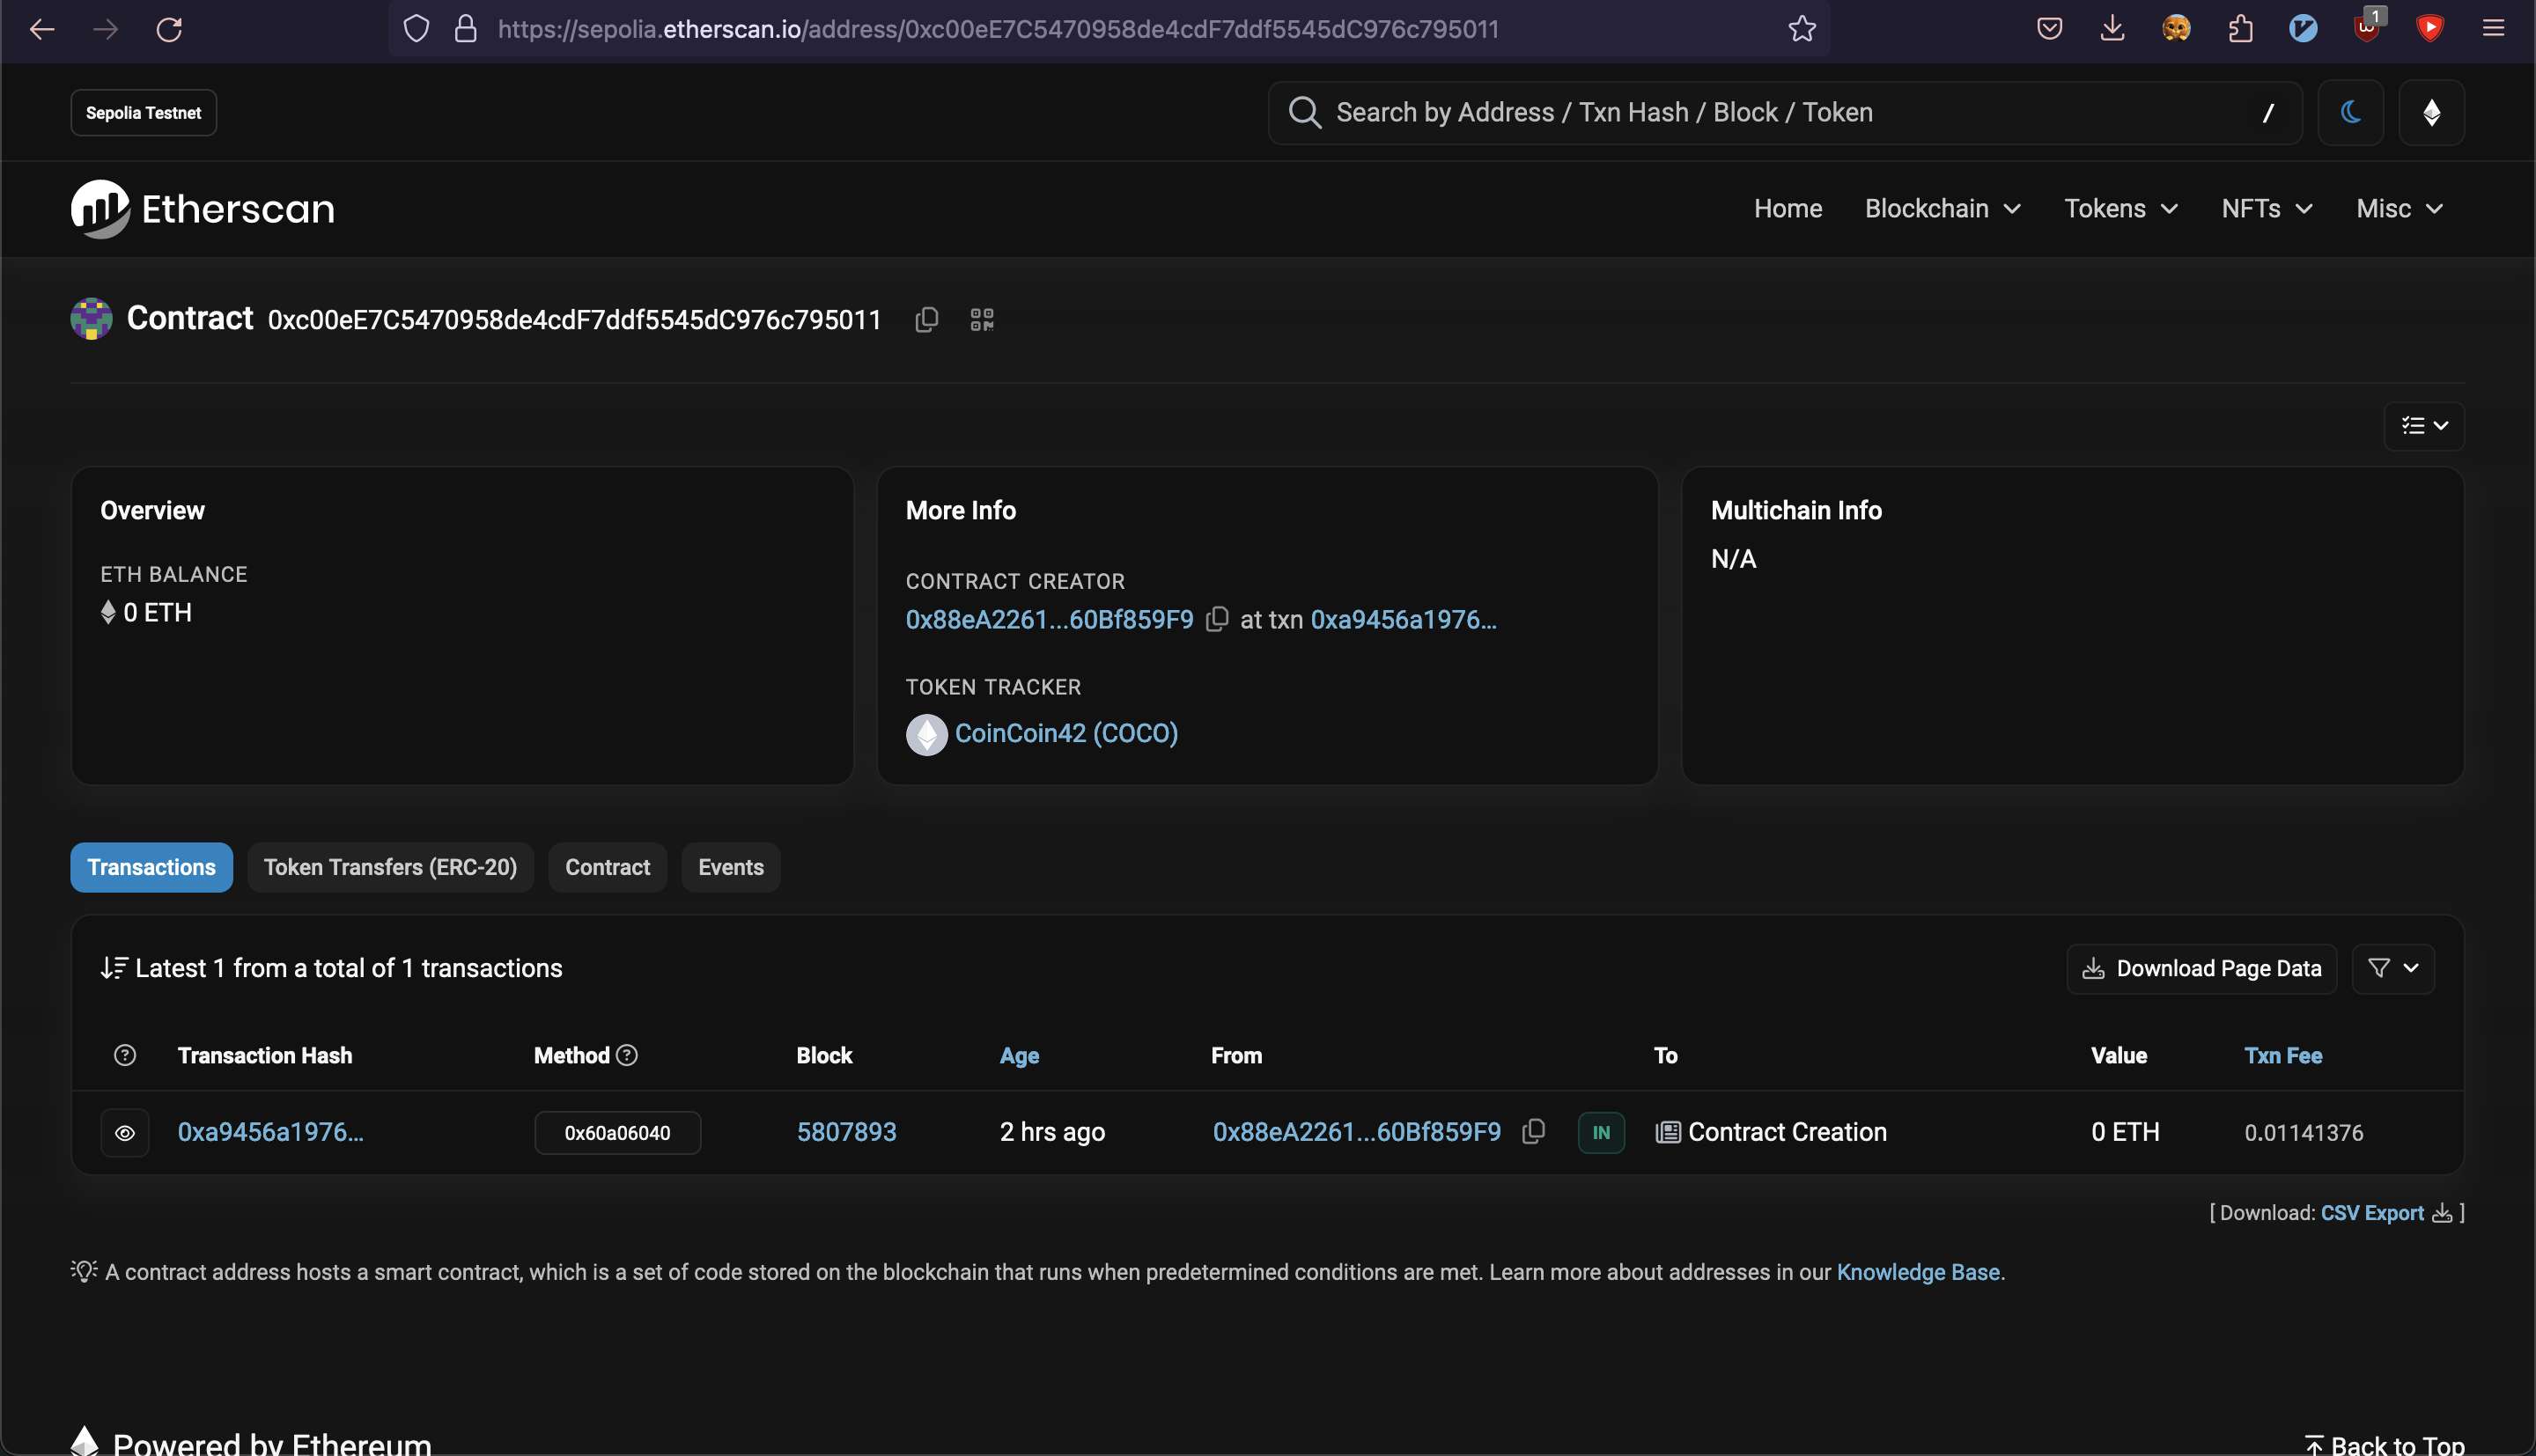 https://sepolia.etherscan.io/address/0xc00eE7C5470958de4cdF7ddf5545dC976c795011
1
Sepolia Testnet
Search by Address / Txn Hash / Block / Token
/
Etherscan
Home
Blockchain
Tokens
NFTs
Misc
Contract 0xc00eE7C5470958de4cdF7ddf5545dC976c795011
Overview
ETH BALANCE
0 ETH
More Info
CONTRACT CREATOR
0x88eA2261...60Bf859F9 at txn 0xa9456a1976...
TOKEN TRACKER
CoinCoin42 (COCO)
Multichain Info
N/A
Transactions
Token Transfers (ERC-20)
Contract
Events
Latest 1 from a total of 1 transactions
Download Page Data
Transaction Hash Method Block Age From To Value Txn Fee
0xa9456a1976... 0x60a06040 5807893 2 hrs ago 0x88eA2261...60Bf859F9 IN Contract Creation 0 ETH 0.01141376
[ Download: CSV Export ]
A contract address hosts a smart contract, which is a set of code stored on the blockchain that runs when predetermined conditions are met. Learn more about addresses in our Knowledge Base.
Powered by Ethereum
Back to Top